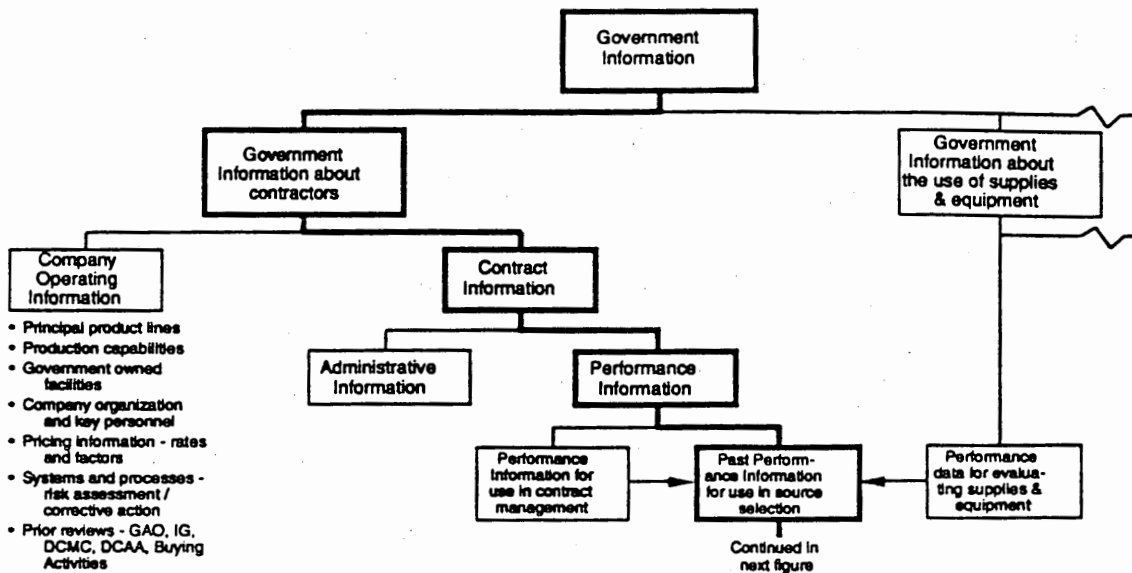 Government
Information
Government
Information about
contractors
Government
Information about
the use of supplies
& equipment
Company
Operating
Information
• Principal product lines
• Production capabilities
• Government owned
facilities
• Company organization
and key personnel
• Pricing information - rates
and factors
• Systems and processes -
risk assessment /
corrective action
• Prior reviews - GAO, IG,
DCMC, DCAA, Buying
Activities
Contract
Information
Administrative
Information
Performance
Information
Performance
Information for
use in contract
management
Past Perform-
ance Information
for use in source
selection
Performance
data for evalua-
ting supplies &
equipment
Continued in
next figure